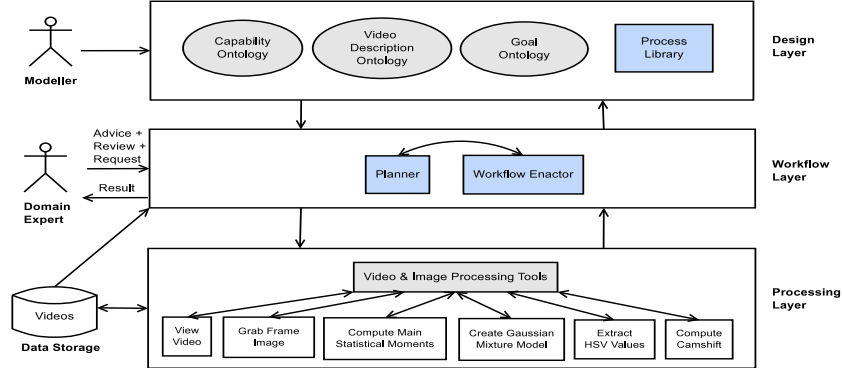 Modeller
Capability
Ontology
Video
Description
Ontology
Goal
Ontology
Process
Library
Design
Layer
Advice +
Review +
Request
Result
Domain
Expert
Planner
Workflow Enactor
Workflow
Layer
Videos
Data Storage
Video & Image Processing Tools
View
Video
Grab Frame
Image
Compute Main
Statistical Moments
Create Gaussian
Mixture Model
Extract
HSV Values
Compute
Camshift
Processing
Layer